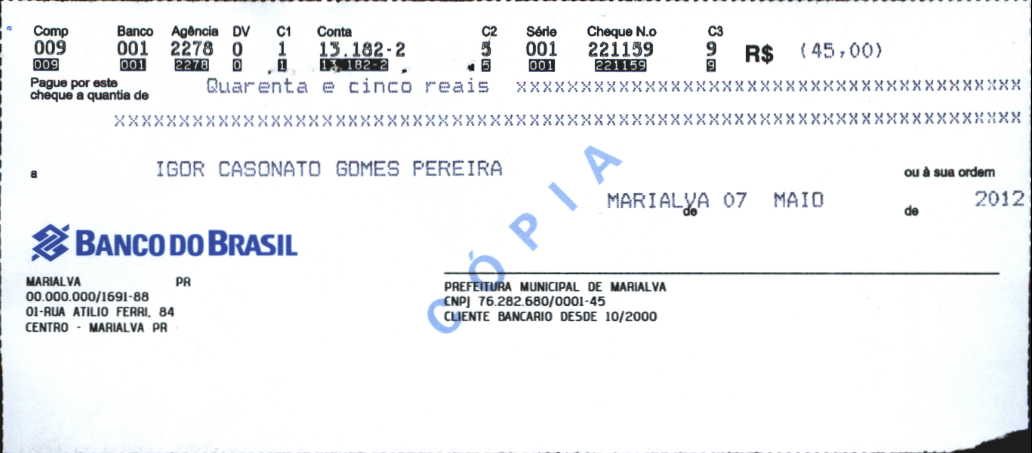 Comp Banco Agência DV C1 Conta C2 Série Cheque N.o C3
009 001 2278 0 1 13.182-2 5 001 221159 9 R$ (45,00)
009 001 2278 0 1 13.182-2 5 001 221159 9
Pague por este
cheque a quantia de Quarenta e cinco reais XXXXXXXXXXXXXXXXXXXXXXXXXXXXXXXXXXXXXXXXXXX
XXXXXXXXXXXXXXXXXXXXXXXXXXXXXXXXXXXXXXXXXXXXXXXXXXXXXXXXXXXXXXXXXXXXXXXXXXXXXXX
a IGOR CASONATO GOMES PEREIRA ou à sua ordem
MARIALVA 07 de MAIO de 2012
BANCO DO BRASIL
MARIALVA PR
00.000.000/1691-88
01-RUA ATILIO FERRI, 84
CENTRO - MARIALVA PR
PREFEITURA MUNICIPAL DE MARIALVA
CNPJ 76.282.680/0001-45
CLIENTE BANCARIO DESDE 10/2000
CÓPIA